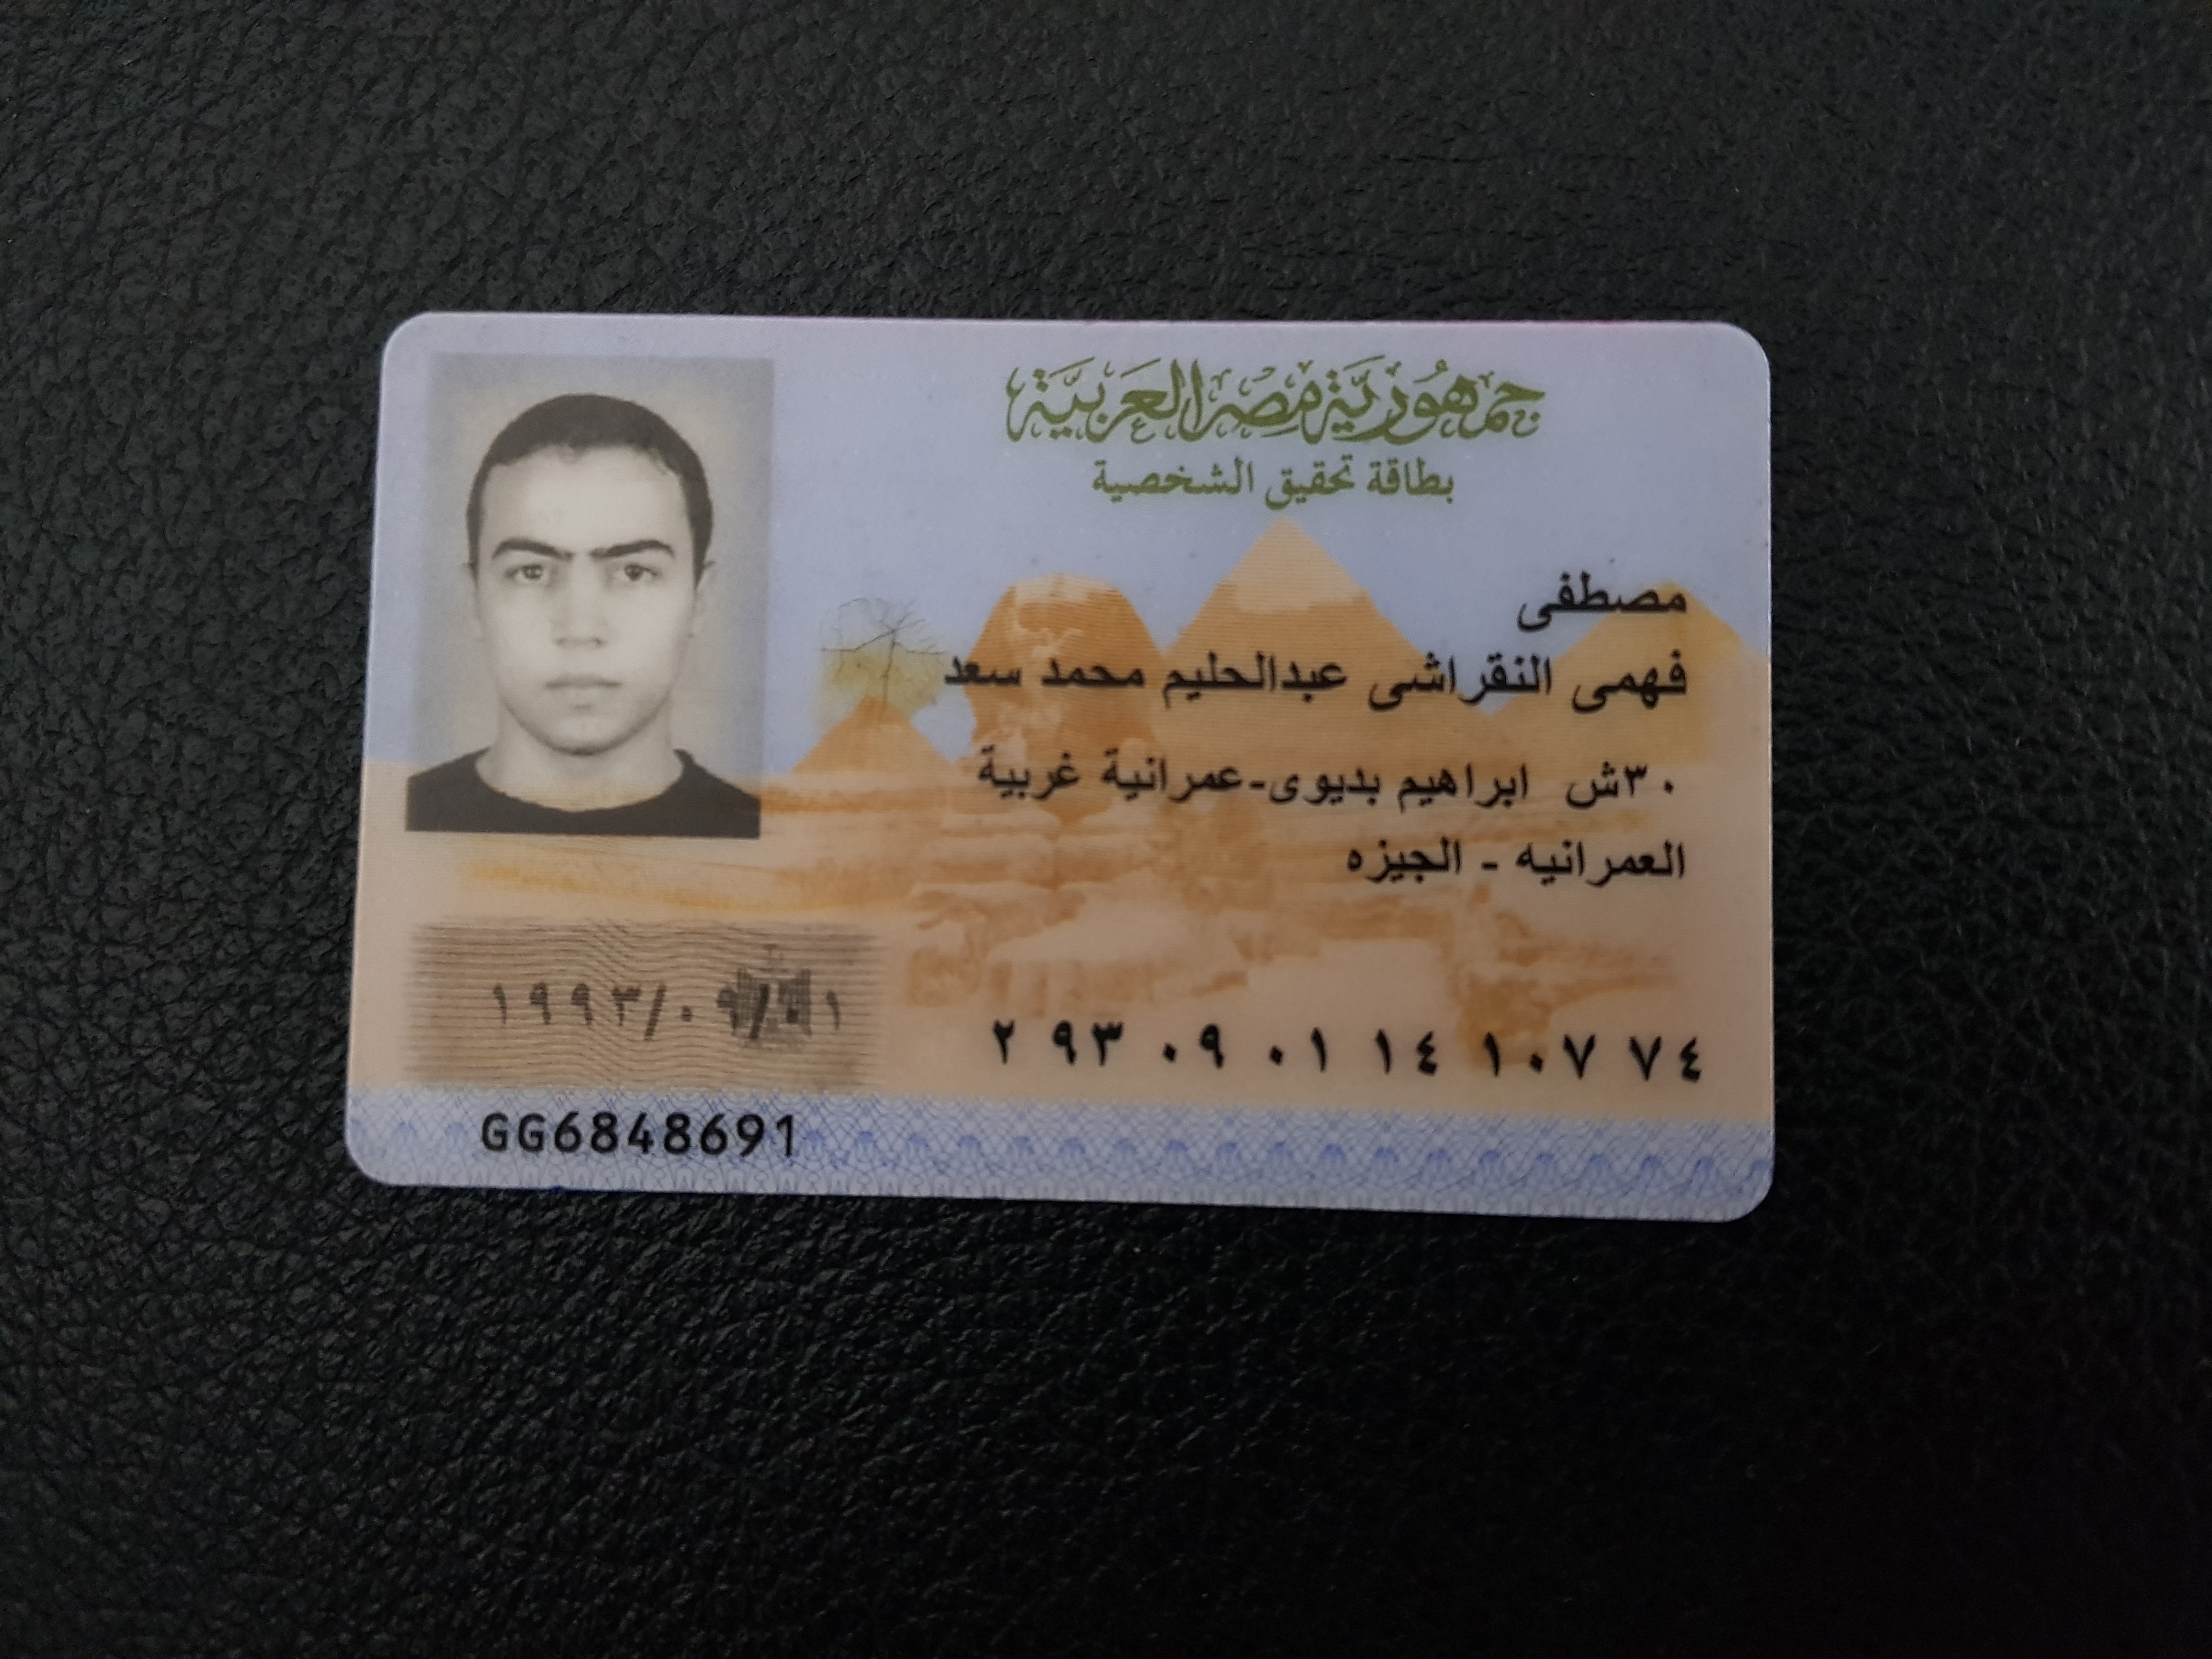 جمهورية مصر العربية
بطاقة تحقيق الشخصية
مصطفى
فهمى النقراشى عبدالحليم محمد سعد
٣٠ش ابراهيم بديوى-عمرانية غربية
العمرانيه - الجيزه
١٩٩٣/٠٩/٠١
٢ ٩٣ ٠٩ ٠١ ١٤ ١٠٧ ٧٤
GG6848691